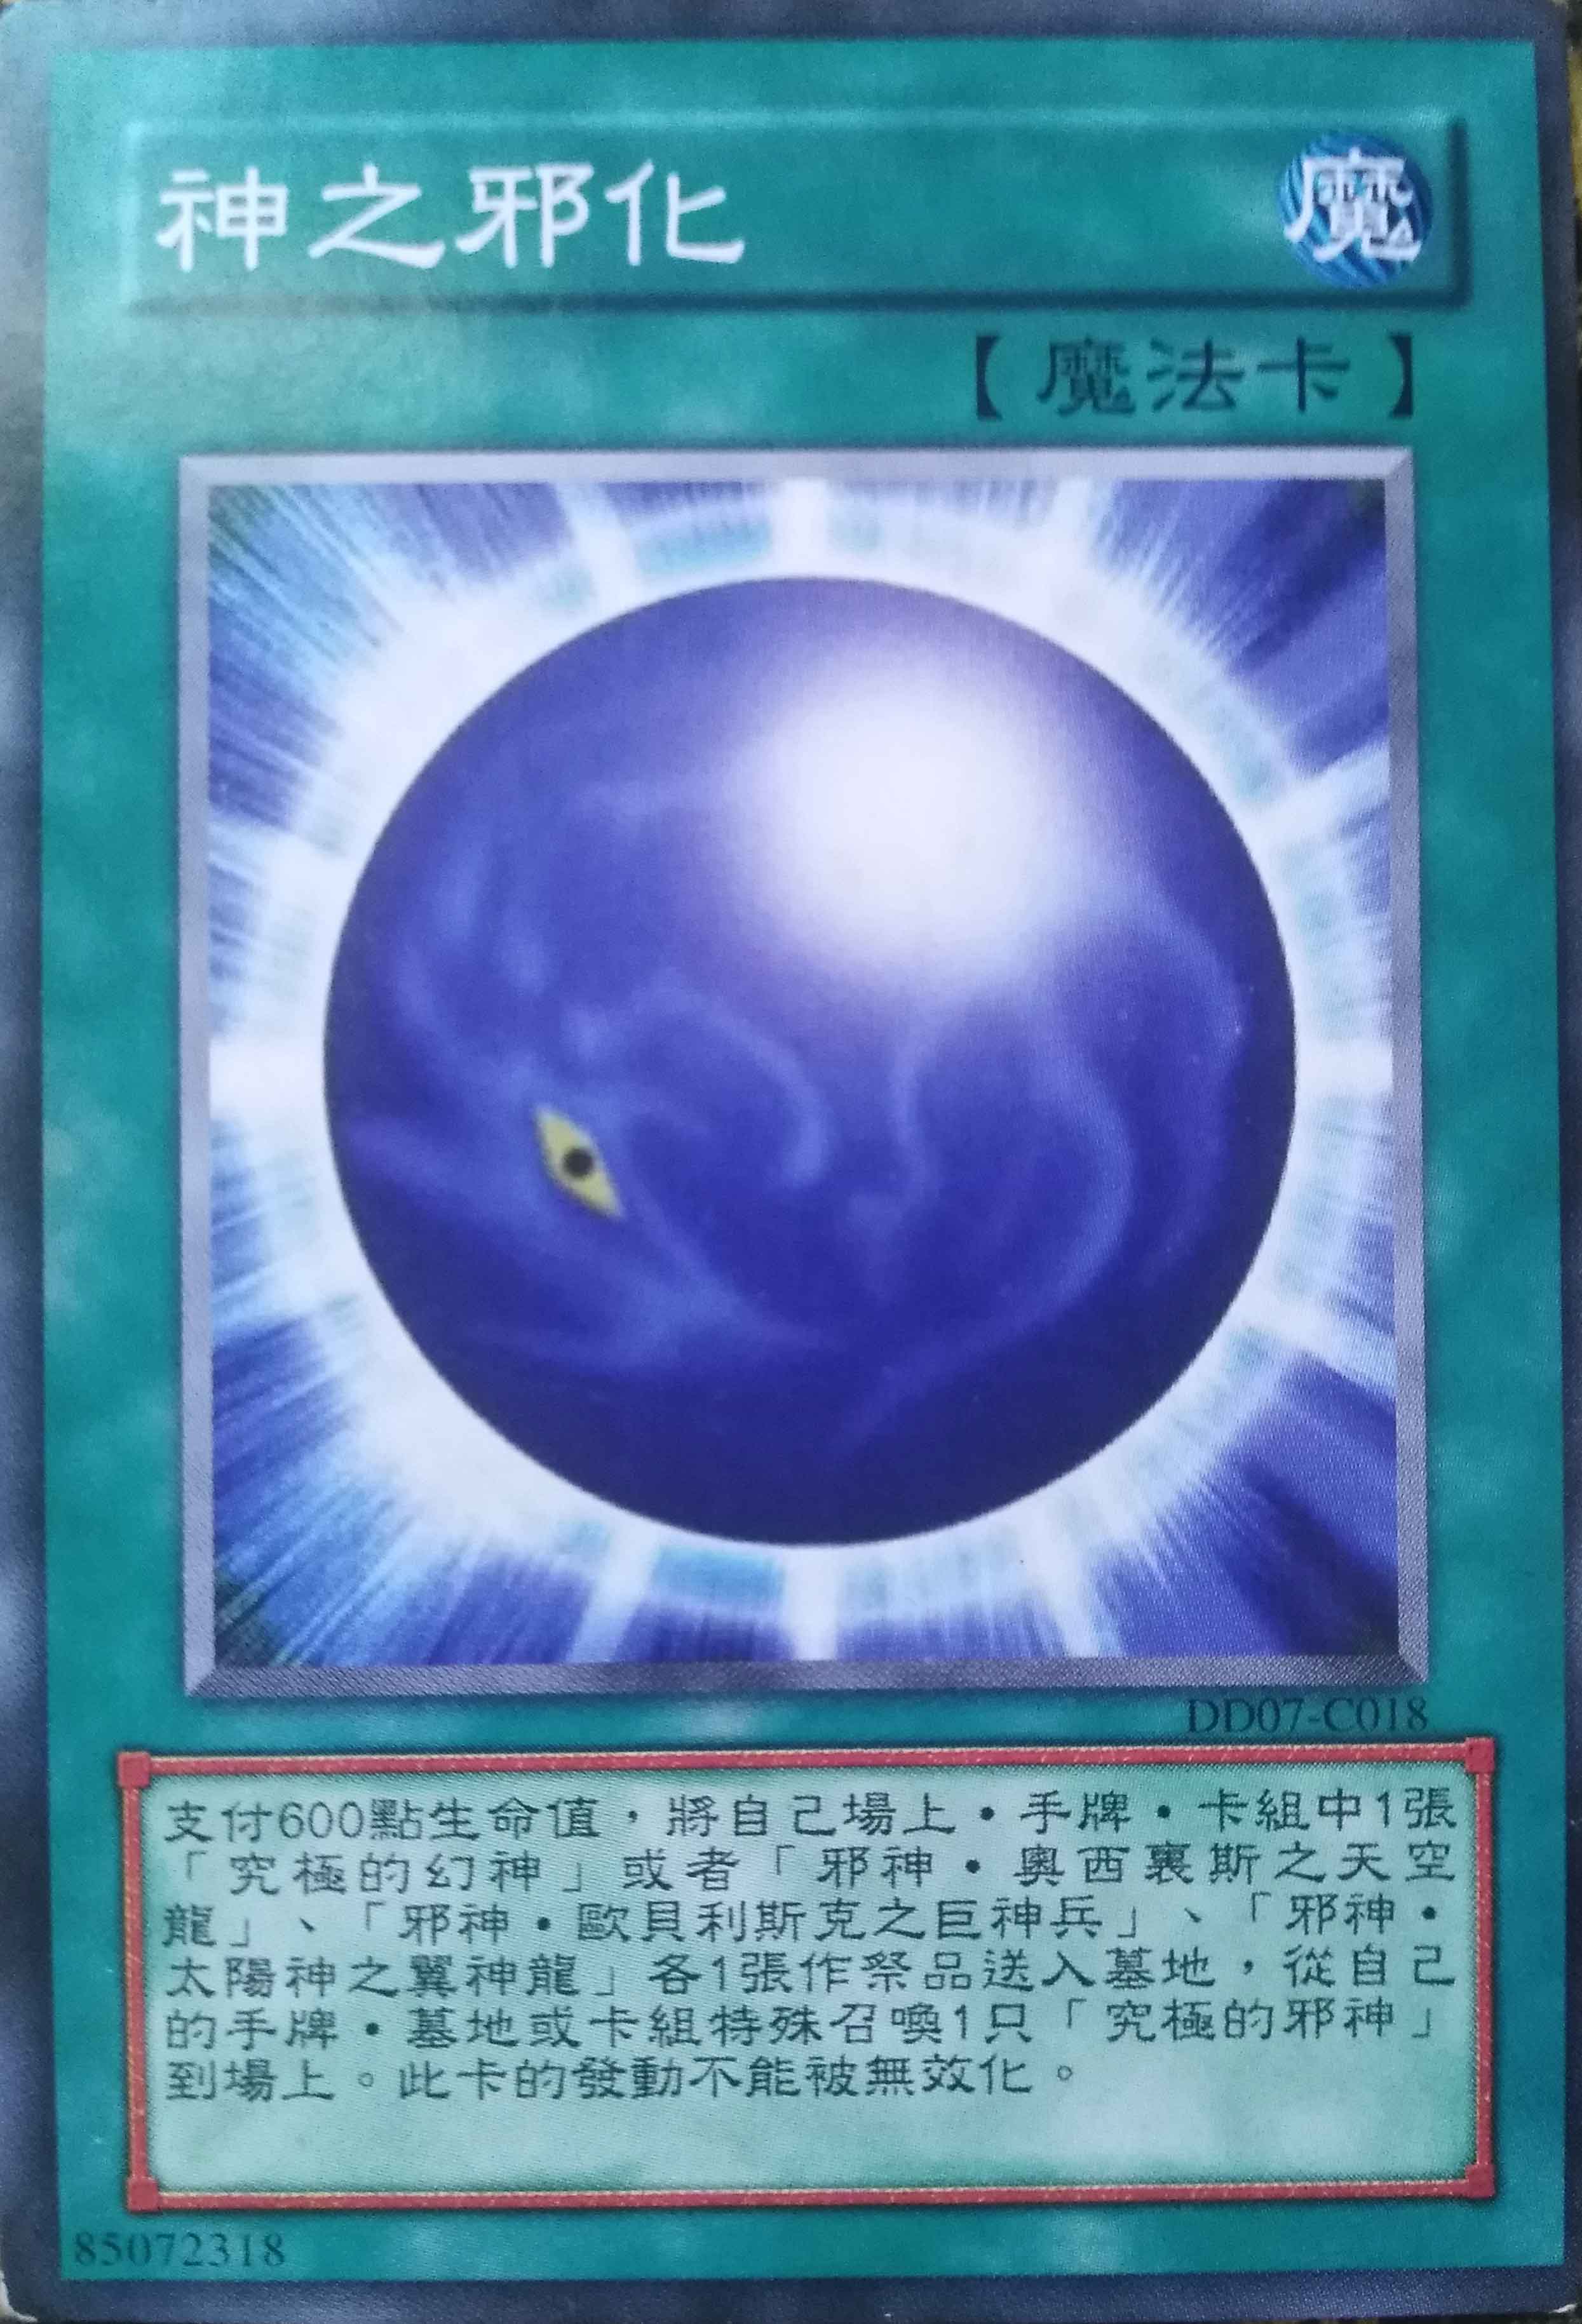 神之邪化
魔
【魔法卡】
DD07-C018
支付600點生命值，將自己場上·手牌·卡組中1張
「究極的幻神」或者「邪神·奧西裏斯之天空
龍」、「邪神·歐貝利斯克之巨神兵」、「邪神·
太陽神之翼神龍」各1張作祭品送入墓地，從自己
的手牌·墓地或卡組特殊召喚1只「究極的邪神」
到場上。此卡的發動不能被無效化。
85072318